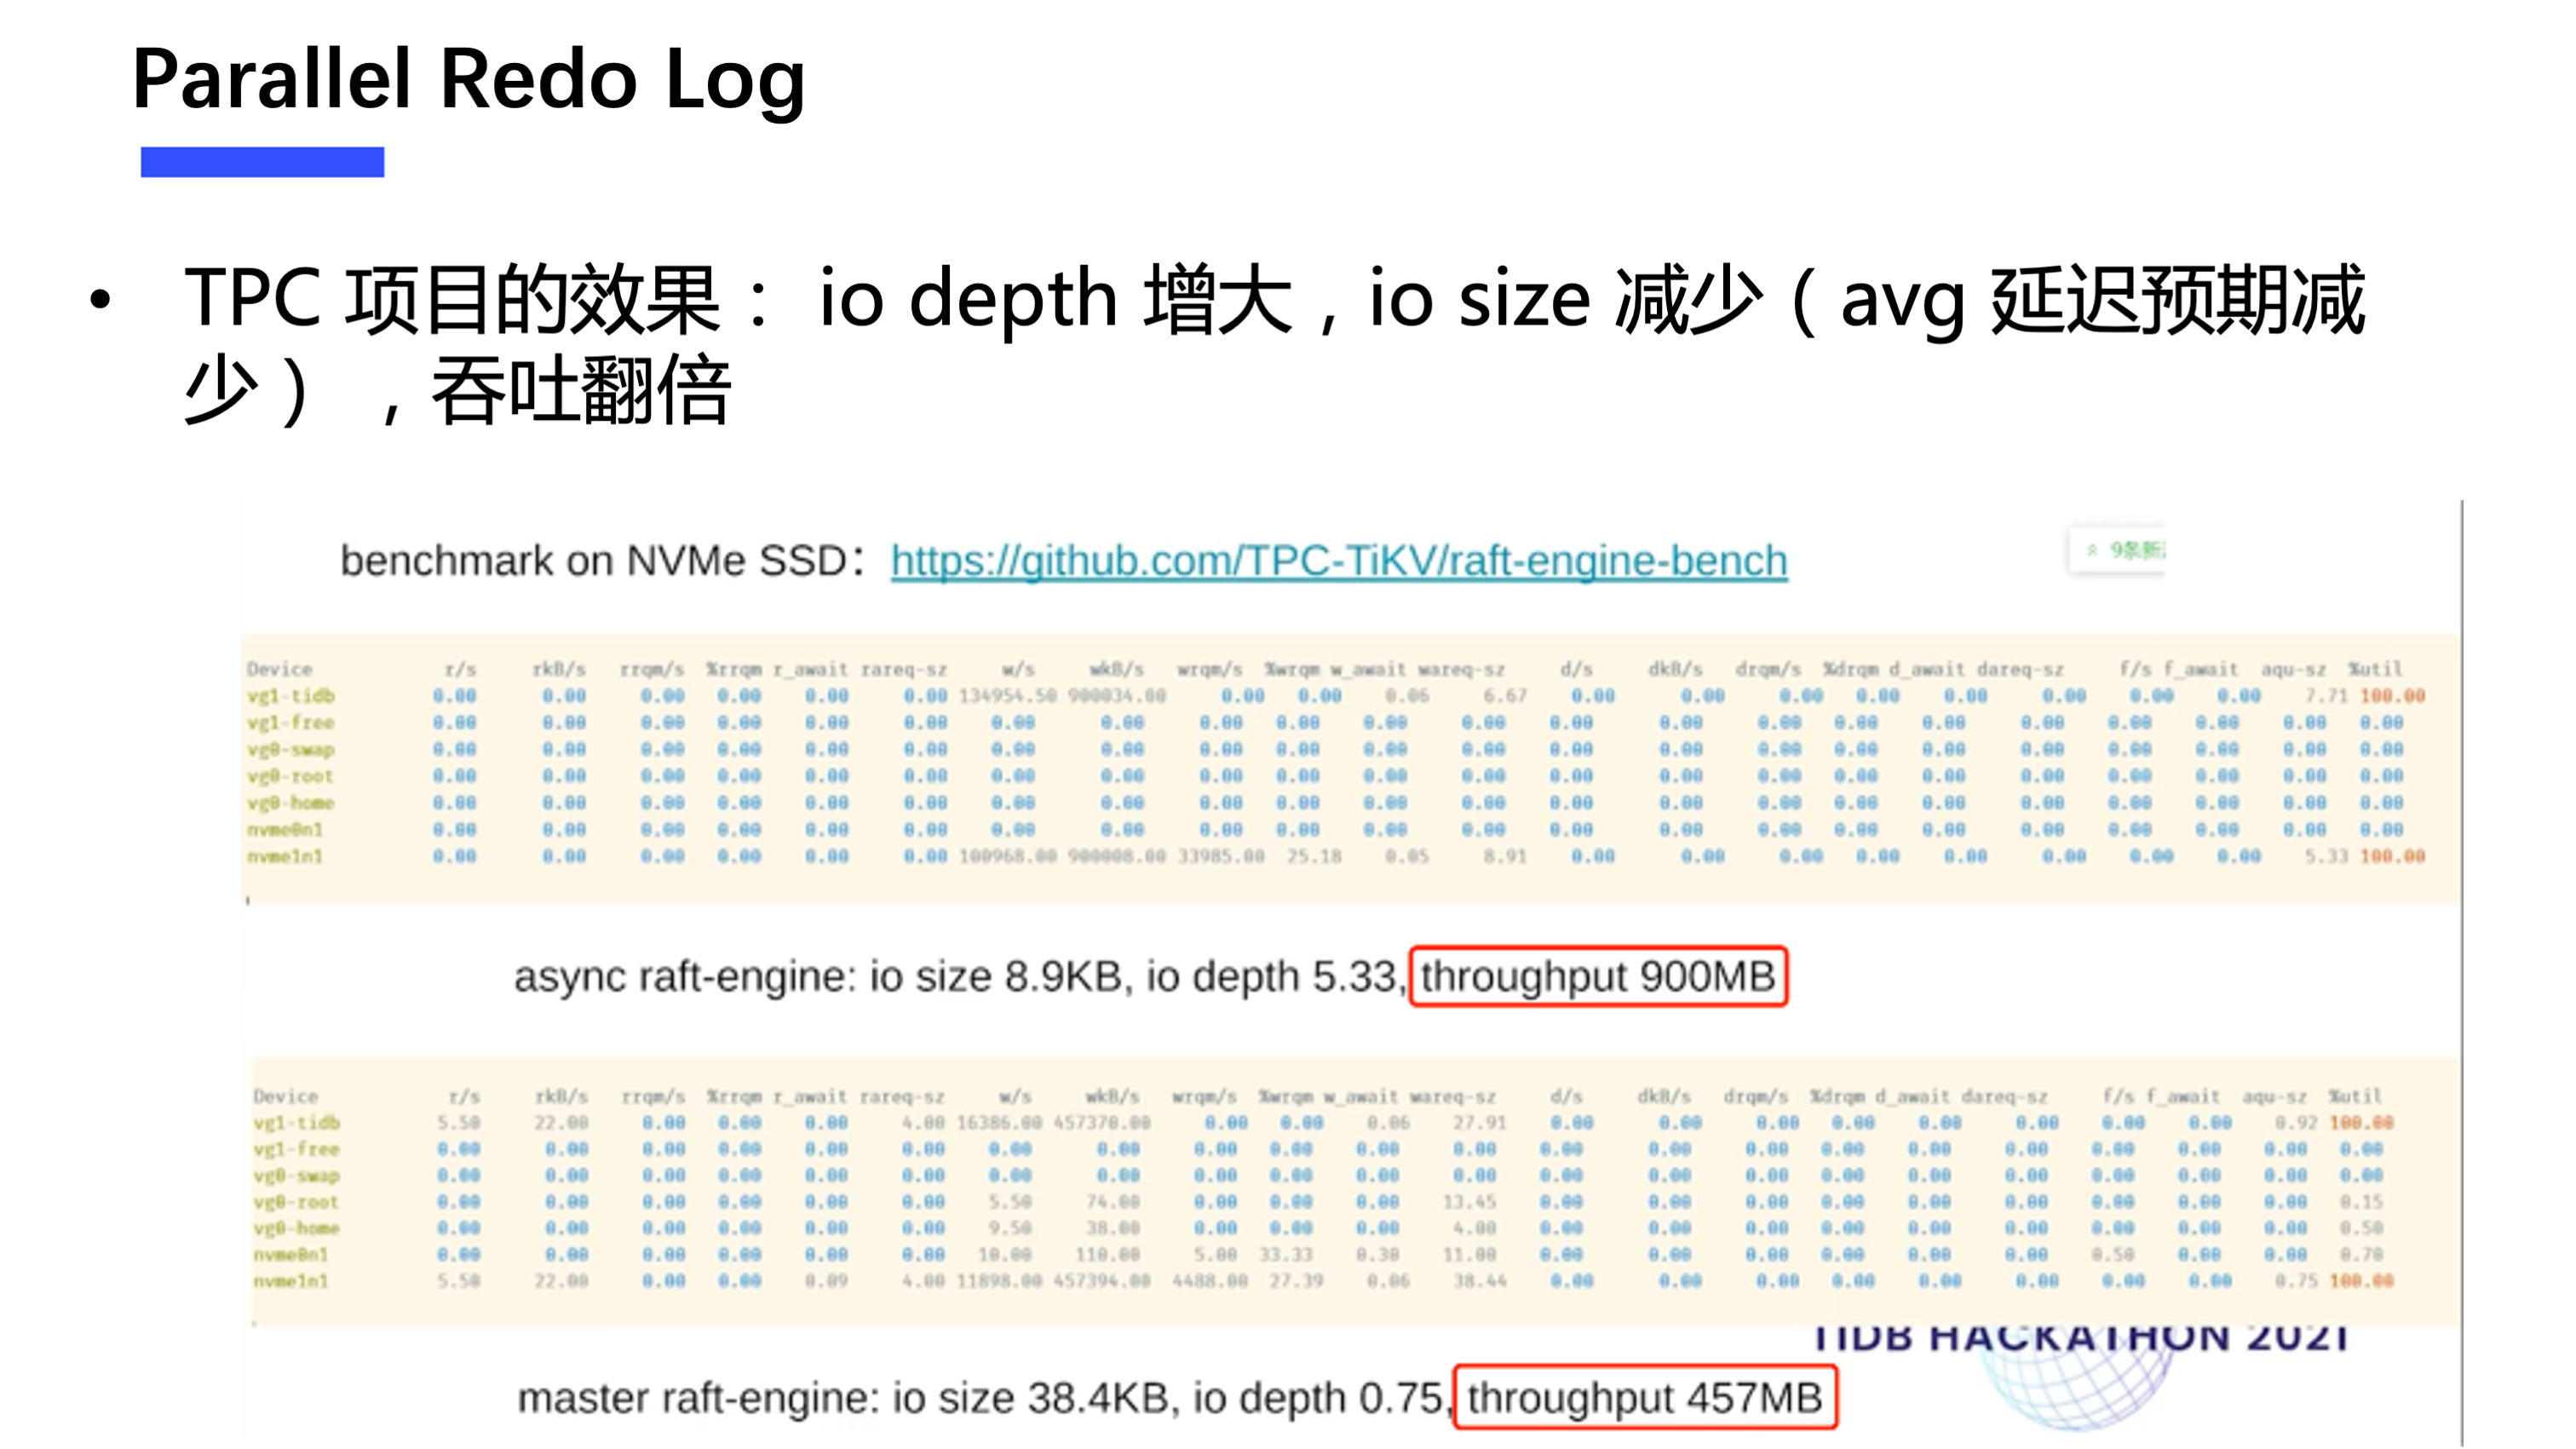 Parallel Redo Log
• TPC 项目的效果： io depth 增大，io size 减少（avg 延迟预期减
少），吞吐翻倍
benchmark on NVMe SSD：https://github.com/TPC-TiKV/raft-engine-bench
9条新
Device r/s rkB/s rrqm/s %rrqm r_await rareq-sz w/s wkB/s wrqm/s %wrqm w_await wareq-sz d/s dkB/s drqm/s %drqm d_await dareq-sz f/s f_await aqu-sz %util
vg1-tidb 0.00 0.00 0.00 0.00 0.00 0.00 134954.50 900034.00 0.00 0.00 0.06 6.67 0.00 0.00 0.00 0.00 0.00 0.00 0.00 0.00 7.71 100.00
vg1-free 0.00 0.00 0.00 0.00 0.00 0.00 0.00 0.00 0.00 0.00 0.00 0.00 0.00 0.00 0.00 0.00 0.00 0.00 0.00 0.00 0.00 0.00
vg0-swap 0.00 0.00 0.00 0.00 0.00 0.00 0.00 0.00 0.00 0.00 0.00 0.00 0.00 0.00 0.00 0.00 0.00 0.00 0.00 0.00 0.00 0.00
vg0-root 0.00 0.00 0.00 0.00 0.00 0.00 0.00 0.00 0.00 0.00 0.00 0.00 0.00 0.00 0.00 0.00 0.00 0.00 0.00 0.00 0.00 0.00
vg0-home 0.00 0.00 0.00 0.00 0.00 0.00 0.00 0.00 0.00 0.00 0.00 0.00 0.00 0.00 0.00 0.00 0.00 0.00 0.00 0.00 0.00 0.00
nvme0n1 0.00 0.00 0.00 0.00 0.00 0.00 0.00 0.00 0.00 0.00 0.00 0.00 0.00 0.00 0.00 0.00 0.00 0.00 0.00 0.00 0.00 0.00
nvme1n1 0.00 0.00 0.00 0.00 0.00 0.00 100968.00 900008.00 33985.00 25.18 0.05 8.91 0.00 0.00 0.00 0.00 0.00 0.00 0.00 0.00 5.33 100.00
async raft-engine: io size 8.9KB, io depth 5.33, throughput 900MB
Device r/s rkB/s rrqm/s %rrqm r_await rareq-sz w/s wkB/s wrqm/s %wrqm w_await wareq-sz d/s dkB/s drqm/s %drqm d_await dareq-sz f/s f_await aqu-sz %util
vg1-tidb 5.50 22.00 0.00 0.00 0.00 4.00 16386.00 457370.00 0.00 0.00 0.06 27.91 0.00 0.00 0.00 0.00 0.00 0.00 0.00 0.00 0.92 100.00
vg1-free 0.00 0.00 0.00 0.00 0.00 0.00 0.00 0.00 0.00 0.00 0.00 0.00 0.00 0.00 0.00 0.00 0.00 0.00 0.00 0.00 0.00 0.00
vg0-swap 0.00 0.00 0.00 0.00 0.00 0.00 0.00 0.00 0.00 0.00 0.00 0.00 0.00 0.00 0.00 0.00 0.00 0.00 0.00 0.00 0.00 0.00
vg0-root 0.00 0.00 0.00 0.00 0.00 0.00 5.50 74.00 0.00 0.00 0.00 13.45 0.00 0.00 0.00 0.00 0.00 0.00 0.00 0.00 0.00 0.15
vg0-home 0.00 0.00 0.00 0.00 0.00 0.00 9.50 38.00 0.00 0.00 0.00 4.00 0.00 0.00 0.00 0.00 0.00 0.00 0.00 0.00 0.00 0.50
nvme0n1 0.00 0.00 0.00 0.00 0.00 0.00 10.00 110.00 5.00 33.33 0.30 11.00 0.00 0.00 0.00 0.00 0.00 0.00 0.50 0.00 0.00 0.70
nvme1n1 5.50 22.00 0.00 0.00 0.09 4.00 11898.00 457394.00 4488.00 27.39 0.06 38.44 0.00 0.00 0.00 0.00 0.00 0.00 0.00 0.00 0.75 100.00
TIDB HACKATHON 2021
master raft-engine: io size 38.4KB, io depth 0.75, throughput 457MB